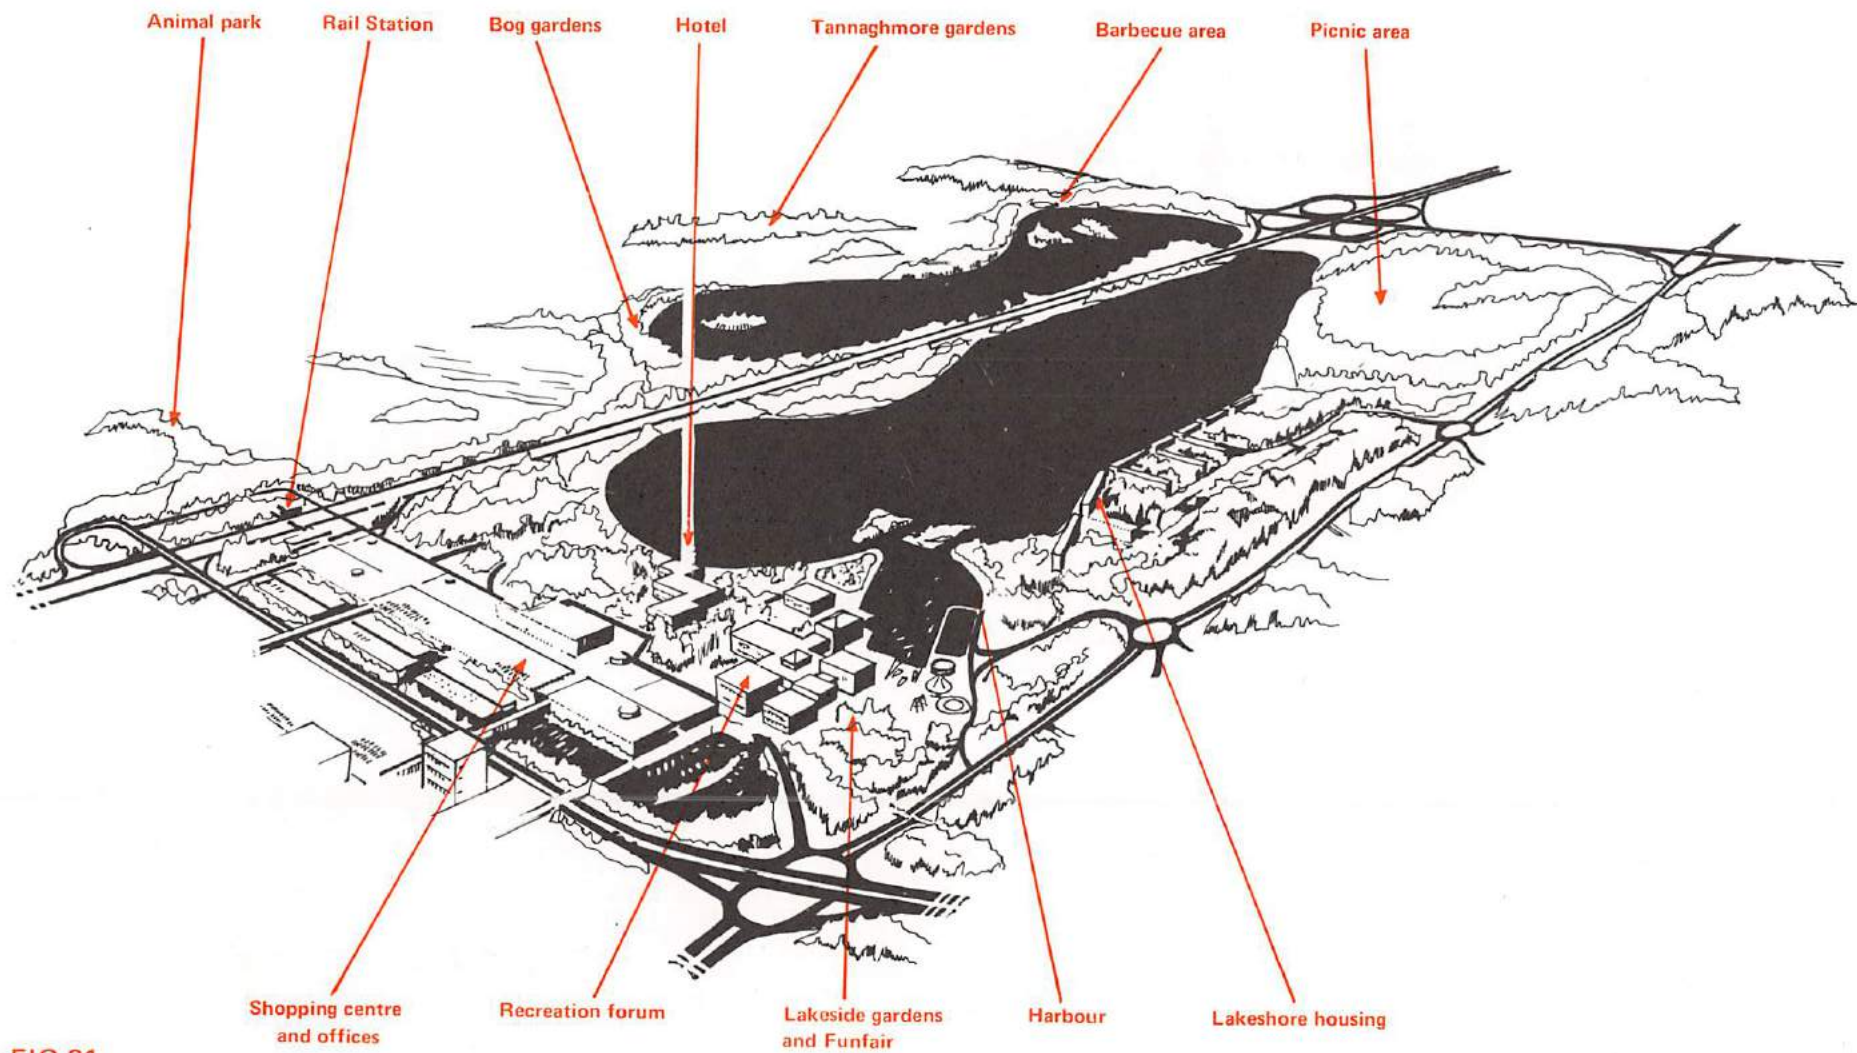 Animal park
Rail Station
Bog gardens
Hotel
Tannaghmore gardens
Barbecue area
Picnic area
Shopping centre
and offices
Recreation forum
Lakeside gardens
and Funfair
Harbour
Lakeshore housing